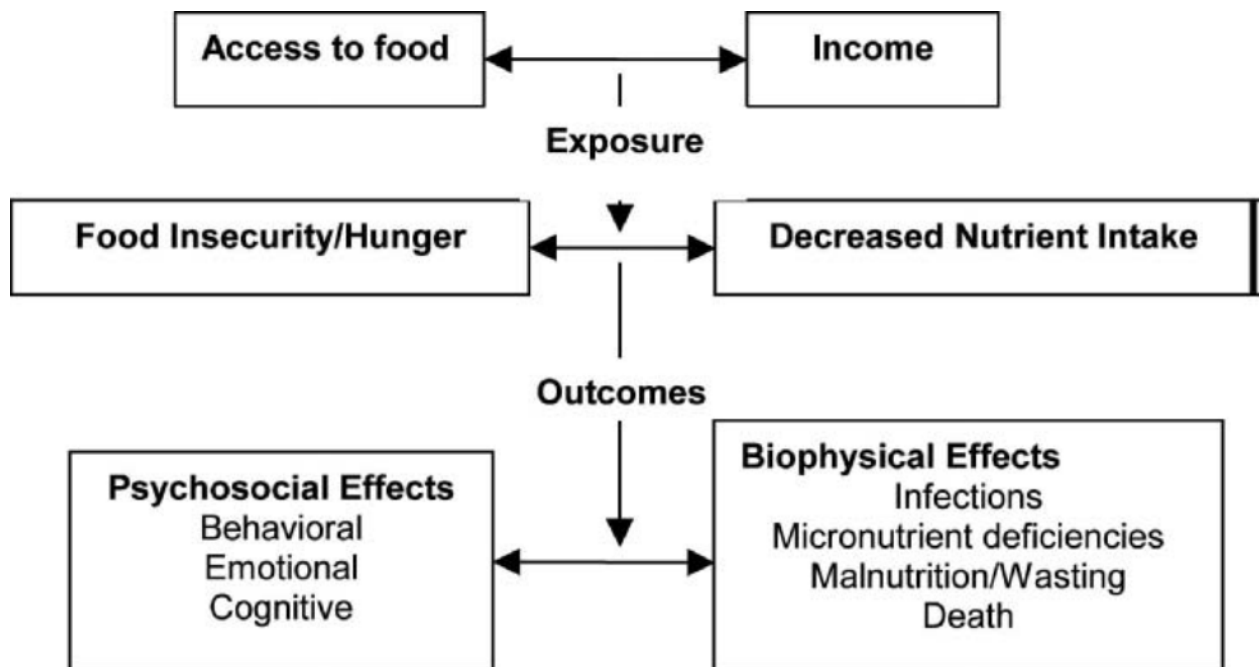 Access to food
Income
Exposure
Food Insecurity/Hunger
Decreased Nutrient Intake
Outcomes
Psychosocial Effects
Behavioral
Emotional
Cognitive
Biophysical Effects
Infections
Micronutrient deficiencies
Malnutrition/Wasting
Death